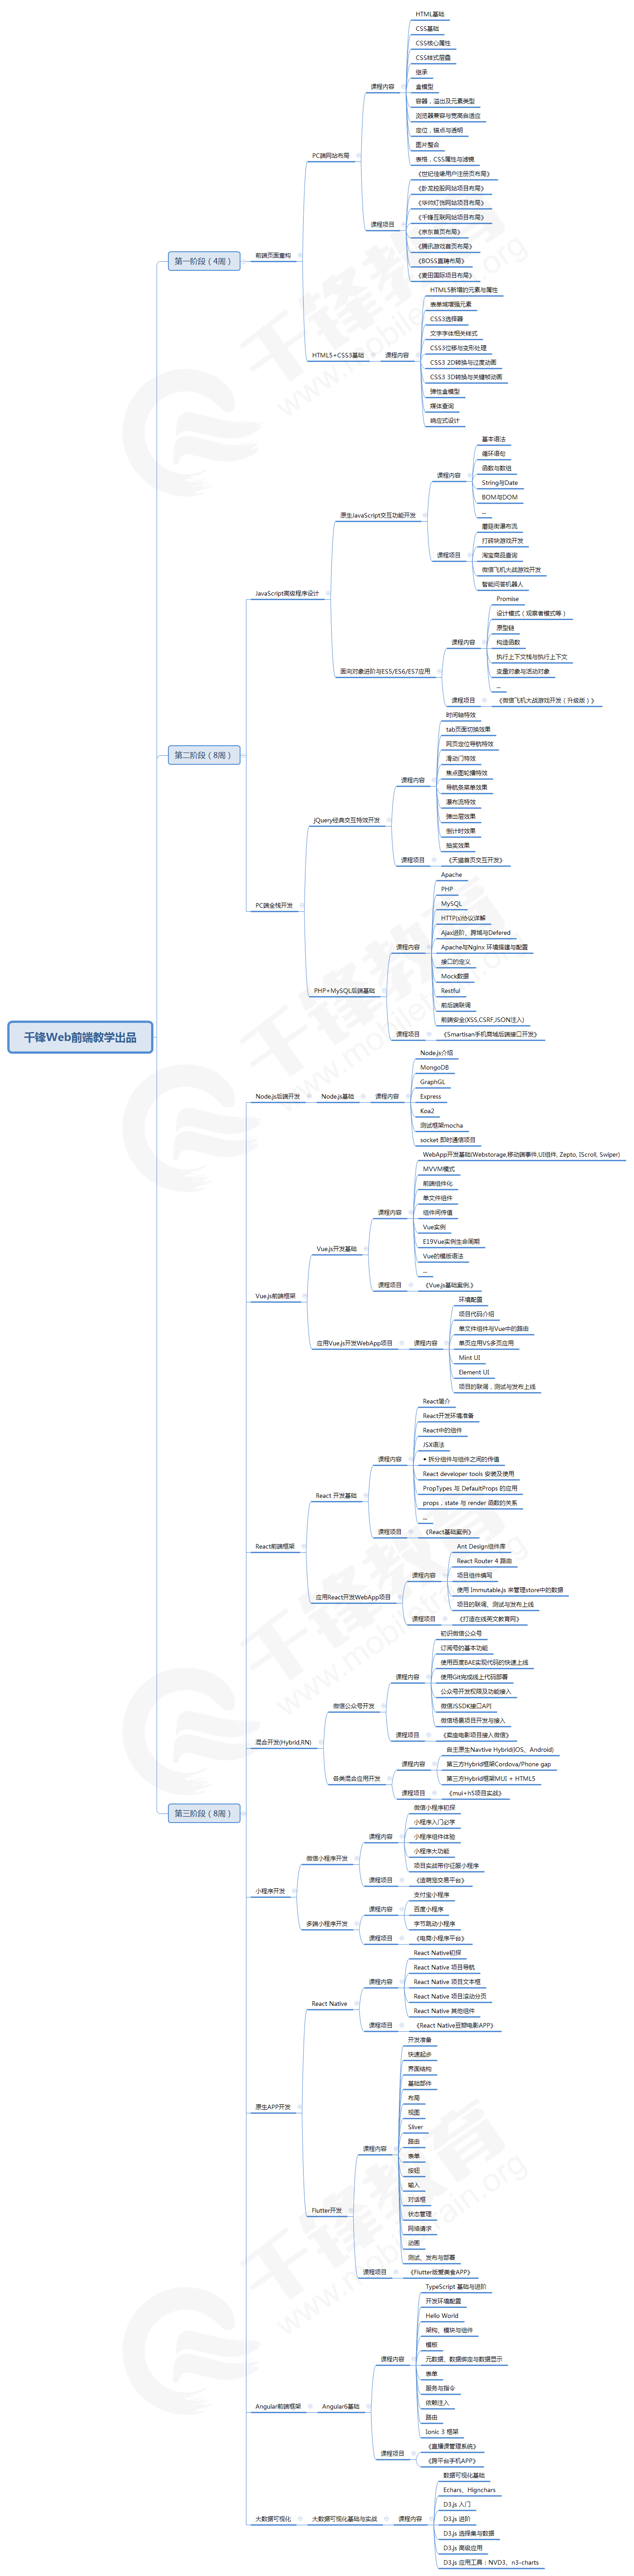 千锋Web前端教学出品
第一阶段（4周）
前端页面重构
PC端网站布局
课程内容
HTML基础
CSS基础
CSS核心属性
CSS样式层叠
继承
盒模型
容器，溢出及元素类型
浏览器兼容与宽高自适应
定位，锚点与透明
图片整合
表格，CSS属性与滤镜
课程项目
《世纪佳缘用户注册页布局》
《卧龙控股网站项目布局》
《华帅灯饰网站项目布局》
《千锋互联网站项目布局》
《京东首页布局》
《腾讯游戏首页布局》
《BOSS直聘布局》
《麦田国际项目布局》
HTML5+CSS3基础
课程内容
HTML5新增的元素与属性
表单域增强元素
CSS3选择器
文字字体相关样式
CSS3位移与变形处理
CSS3 2D转换与过度动画
CSS3 3D转换与关键帧动画
弹性盒模型
媒体查询
响应式设计
第二阶段（8周）
JavaScript高级程序设计
原生JavaScript交互功能开发
课程内容
基本语法
循环语句
函数与数组
String与Date
BOM与DOM
...
课程项目
蘑菇街瀑布流
打砖块游戏开发
淘宝商品查询
微信飞机大战游戏开发
智能问答机器人
面向对象进阶与ES5/ES6/ES7应用
课程内容
Promise
设计模式（观察者模式等）
原型链
构造函数
执行上下文栈与执行上下文
变量对象与活动对象
...
课程项目
《微信飞机大战游戏开发（升级版）》
PC端全栈开发
jQuery经典交互特效开发
课程内容
时间轴特效
tab页面切换效果
网页定位导航特效
滑动门特效
焦点图轮播特效
导航条菜单效果
瀑布流特效
弹出层效果
倒计时效果
抽奖效果
课程项目
《天猫首页交互开发》
PHP+MySQL后端基础
课程内容
Apache
PHP
MySQL
HTTP(s)协议详解
Ajax进阶、跨域与Defered
Apache与Nginx 环境搭建与配置
接口的定义
Mock数据
Restful
前后端联调
前端安全(XSS,CSRF,JSON注入)
课程项目
《Smartisan手机商城后端接口开发》
第三阶段（8周）
Node.js后端开发
Node.js基础
课程内容
Node.js介绍
MongoDB
GraphGL
Express
Koa2
测试框架mocha
socket 即时通信项目
Vue.js前端框架
Vue.js开发基础
课程内容
WebApp开发基础(Webstorage,移动端事件,UI组件, Zepto, IScroll, Swiper)
MVVM模式
前端组件化
单文件组件
组件间传值
Vue实例
E19Vue实例生命周期
Vue的模版语法
...
课程项目
《Vue.js基础案例.》
应用Vue.js开发WebApp项目
课程内容
环境配置
项目代码介绍
单文件组件与Vue中的路由
单页应用VS多页应用
Mint UI
Element UI
项目的联调，测试与发布上线
React前端框架
React 开发基础
课程内容
React简介
React开发环境准备
React中的组件
JSX语法
• 拆分组件与组件之间的传值
React developer tools 安装及使用
PropTypes 与 DefaultProps 的应用
props，state 与 render 函数的关系
...
课程项目
《React基础案例》
应用React开发WebApp项目
课程内容
Ant Design组件库
React Router 4 路由
项目组件编写
使用 Immutable.js 来管理store中的数据
项目的联调、测试与发布上线
课程项目
《打造在线英文教育网》
混合开发(Hybrid,RN)
微信公众号开发
课程内容
初识微信公众号
订阅号的基本功能
使用百度BAE实现代码的快速上线
使用Git完成线上代码部署
公众号开发权限及功能接入
微信JSSDK接口API
微信场景项目开发与接入
课程项目
《卖座电影项目接入微信》
各类混合应用开发
课程内容
自主原生Navtive Hybrid(IOS、Android)
第三方Hybrid框架Cordova/Phone gap
第三方Hybrid框架MUI + HTML5
课程项目
《mui+h5项目实战》
小程序开发
微信小程序开发
课程内容
微信小程序初探
小程序入门必学
小程序组件体验
小程序大功能
项目实战带你征服小程序
课程项目
《造萌宠交易平台》
多端小程序开发
课程内容
支付宝小程序
百度小程序
字节跳动小程序
课程项目
《电商小程序平台》
原生APP开发
React Native
课程内容
React Native初探
React Native 项目导航
React Native 项目文本框
React Native 项目滚动分页
React Native 其他组件
课程项目
《React Native豆瓣电影APP》
Flutter开发
课程内容
开发准备
快速起步
界面结构
基础部件
布局
视图
Sliver
路由
表单
按钮
输入
对话框
状态管理
网络请求
动画
测试、发布与部署
课程项目
《Flutter版爱美食APP》
Angular前端框架
Angular6基础
课程内容
TypeScript 基础与进阶
开发环境配置
Hello World
架构、模块与组件
模板
元数据、数据绑定与数据显示
表单
服务与指令
依赖注入
路由
Ionic 3 框架
课程项目
《直播课管理系统》
《跨平台手机APP》
大数据可视化
大数据可视化基础与实战
课程内容
数据可视化基础
Echars、Hignchars
D3.js 入门
D3.js 进阶
D3.js 选择集与数据
D3.js 高级应用
D3.js 应用工具：NVD3、n3-charts